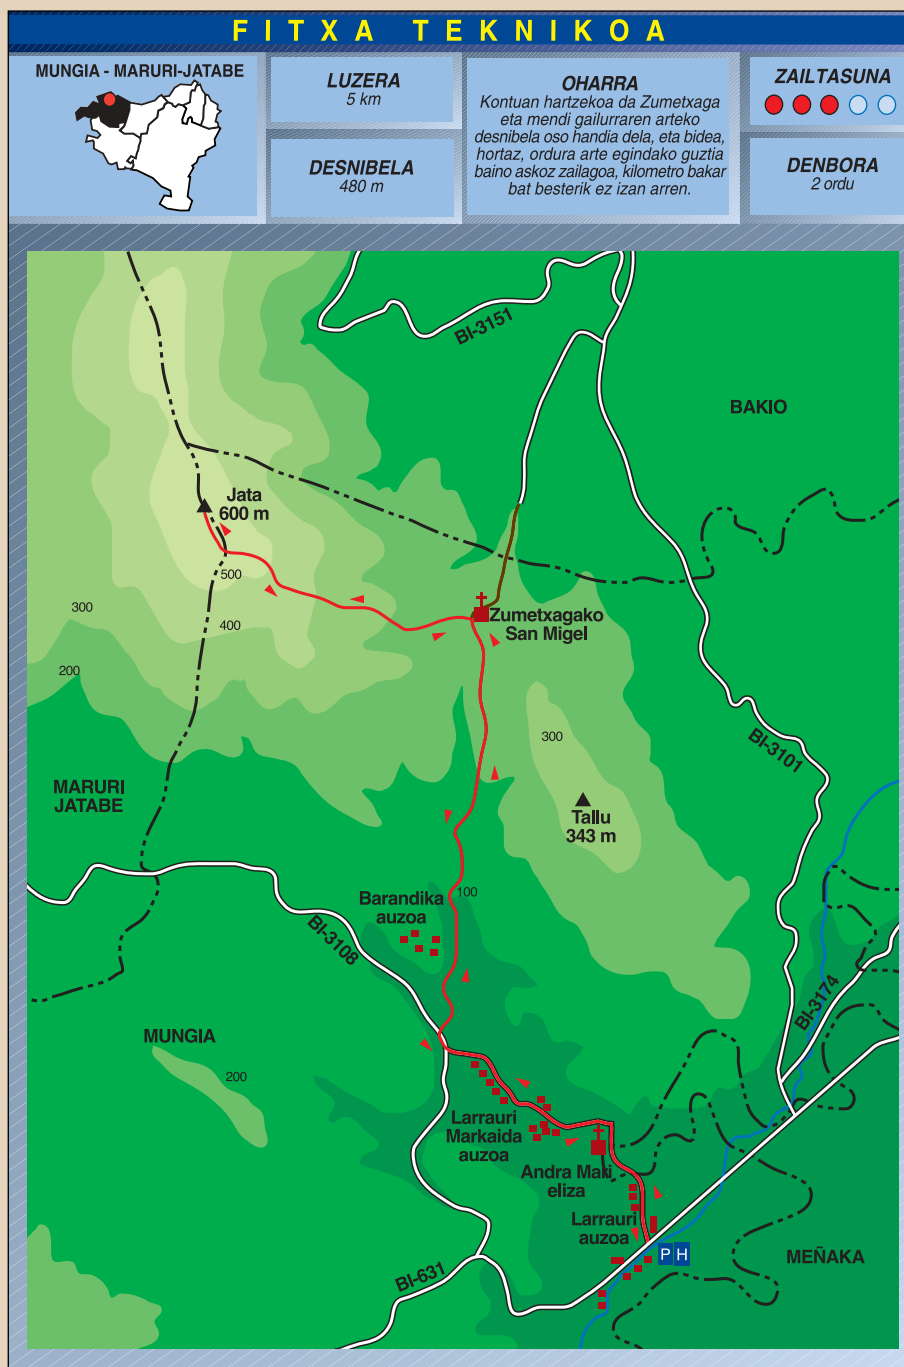 FITXA TEKNIKOA
MUNGIA - MARURI-JATABE
LUZERA
5 km
DESNIBELA
480 m
OHARRA
Kontuan hartzekoa da Zumetxaga
eta mendi gailurraren arteko
desnibela oso handia dela, eta bidea,
hortaz, ordura arte egindako guztia
baino askoz zailagoa, kilometro bakar
bat besterik ez izan arren.
ZAILTASUNA
DENBORA
2 ordu
BI-3151
BAKIO
Jata
600 m
500
400
300
200
Zumetxagako
San Migel
300
BI-3101
Tallu
343 m
MARURI
JATABE
100
Barandika
auzoa
BI-3108
BI-3174
MUNGIA
200
Larrauri
Markaida
auzoa
Andra Mari
eliza
Larrauri
auzoa
P H
MEÑAKA
BI-631